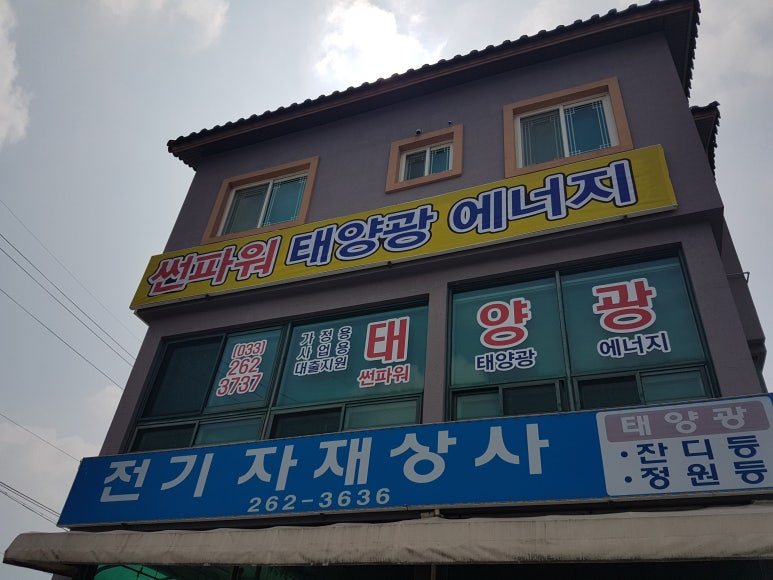 썬파워 태양광 에너지
(033)
262
3737
가정용
사업용
대출지원
태양광
썬파워
태양광
에너지
전기 자재상사
262-3636
태양광
·잔디등
·정원등